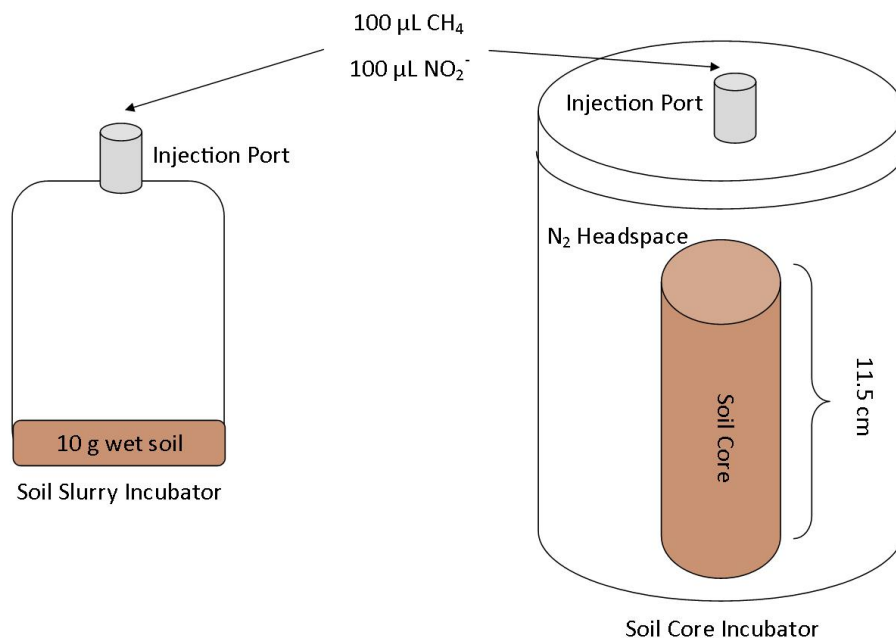 100 µL CH₄
100 µL NO₂⁻
Injection Port
Injection Port
N₂ Headspace
11.5 cm
Soil Core
10 g wet soil
Soil Slurry Incubator
Soil Core Incubator